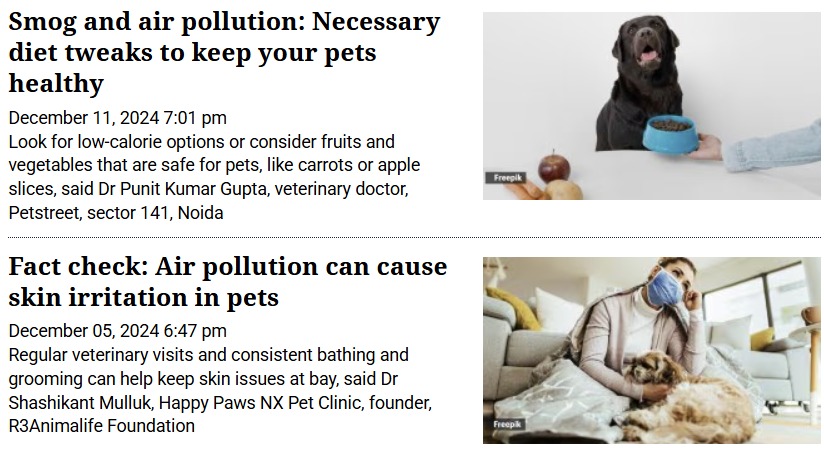 Smog and air pollution: Necessary
diet tweaks to keep your pets
healthy
December 11, 2024 7:01 pm
Look for low-calorie options or consider fruits and
vegetables that are safe for pets, like carrots or apple
slices, said Dr Punit Kumar Gupta, veterinary doctor,
Petstreet, sector 141, Noida
Freepik
Fact check: Air pollution can cause
skin irritation in pets
December 05, 2024 6:47 pm
Regular veterinary visits and consistent bathing and
grooming can help keep skin issues at bay, said Dr
Shashikant Mulluk, Happy Paws NX Pet Clinic, founder,
R3Animalife Foundation
Freepik